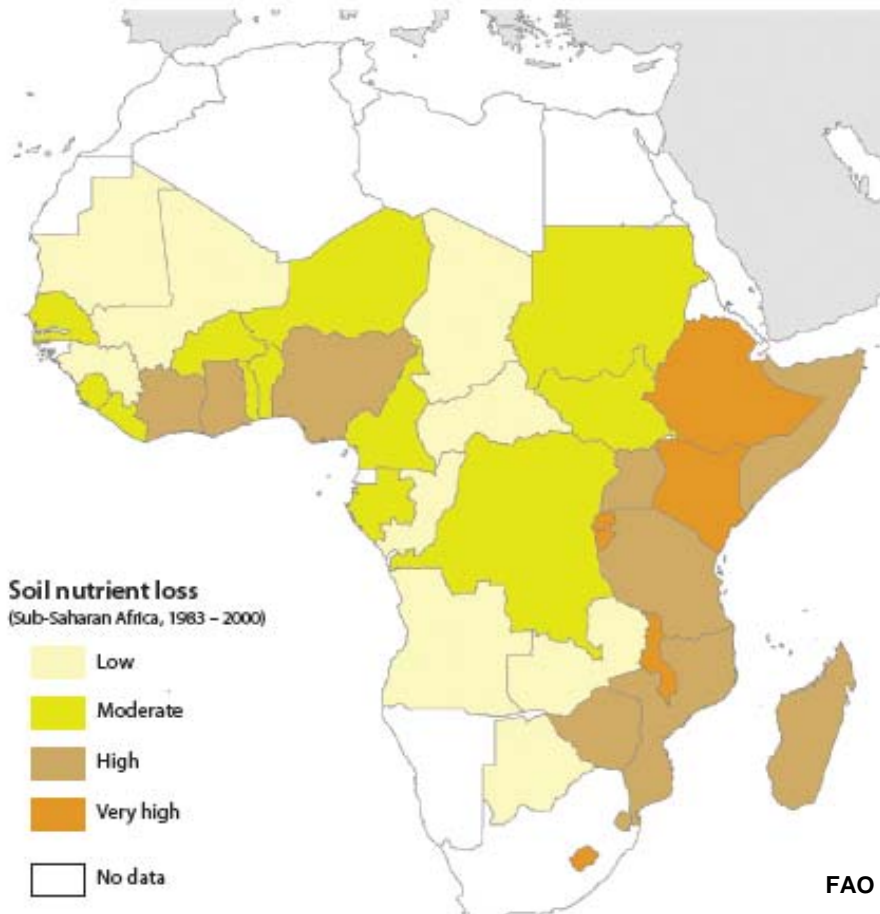 Soil nutrient loss
(Sub-Saharan Africa, 1983 – 2000)
Low
Moderate
High
Very high
No data
FAO